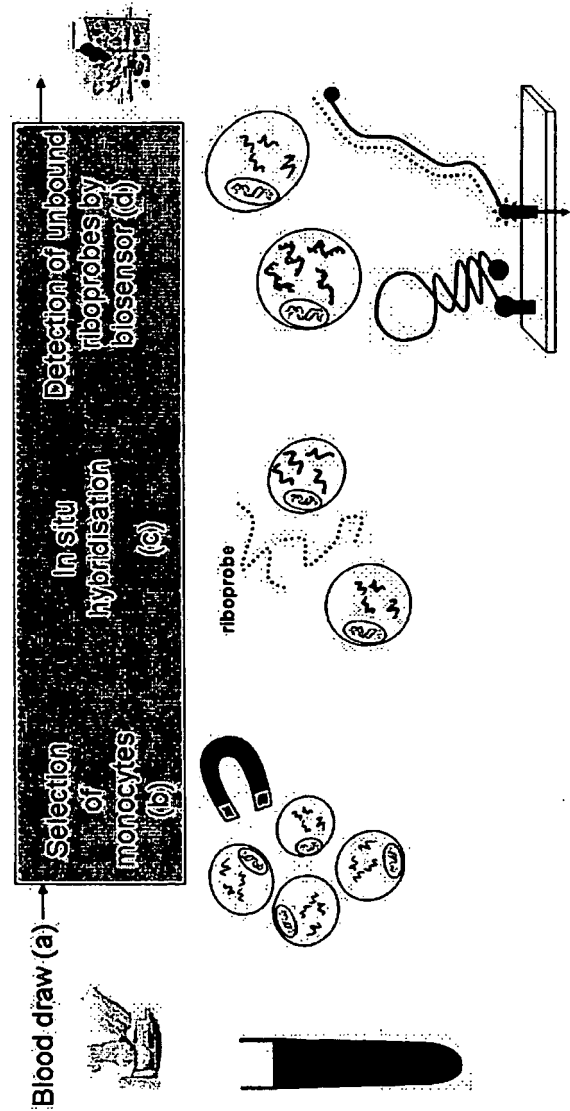 Blood draw (a)
Selection
of
monocytes
(b)
In situ
hybridisation
(c)
Detection of unbound
riboprobes by
biosensor (d)
riboprobe